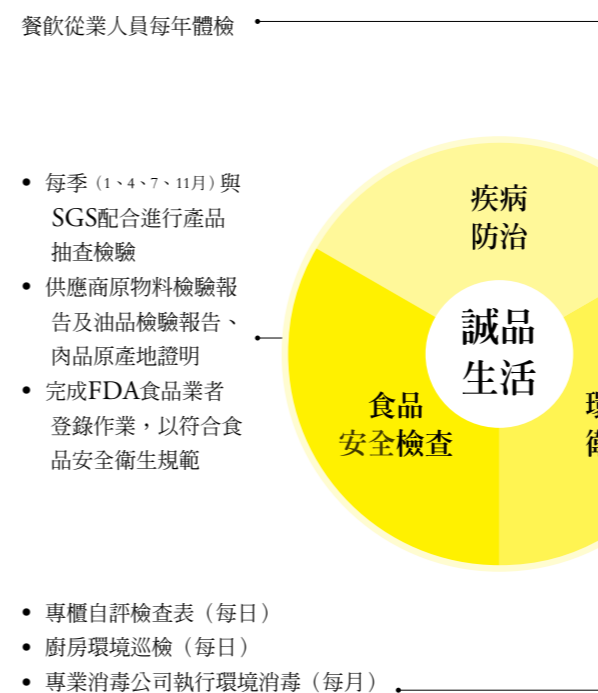 餐飲從業人員每年體檢
• 每季（1、4、7、11月）與
SGS配合進行產品
抽查檢驗
• 供應商原物料檢驗報
告及油品檢驗報告、
肉品原產地證明
• 完成FDA食品業者
登錄作業，以符合食
品安全衛生規範
疾病
防治
誠品
生活
食品
安全檢查
• 專櫃自評檢查表（每日）
• 廚房環境巡檢（每日）
• 專業消毒公司執行環境消毒（每月）